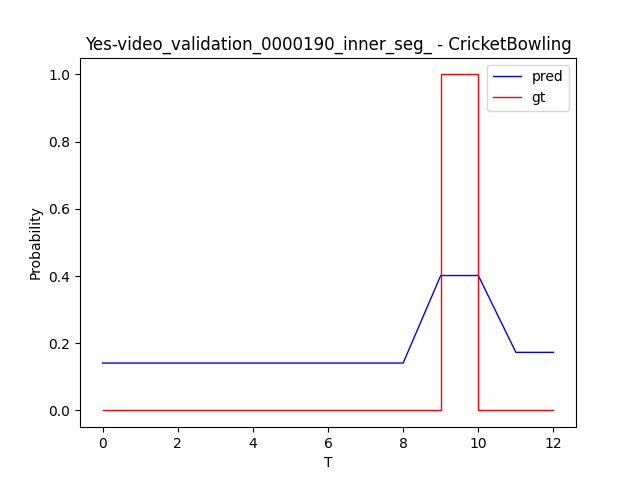 Yes-video_validation_0000190_inner_seg_ - CricketBowling
pred
gt
1.0
0.8
0.6
0.4
0.2
0.0
Probability
0 2 4 6 8 10 12
T